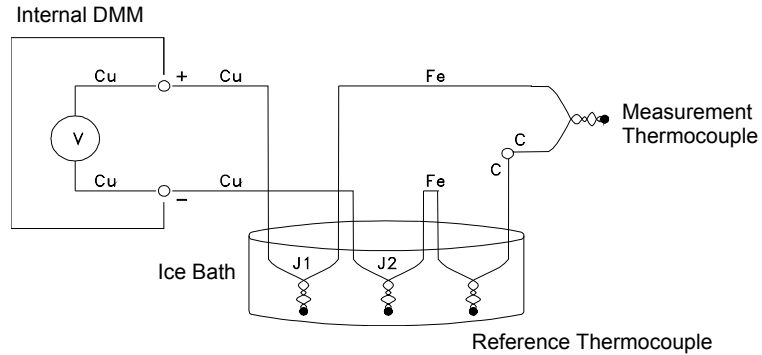 Internal DMM
Cu + Cu Fe
V
Measurement
Thermocouple
C
C
Cu – Cu Fe
J1 J2
Ice Bath
Reference Thermocouple